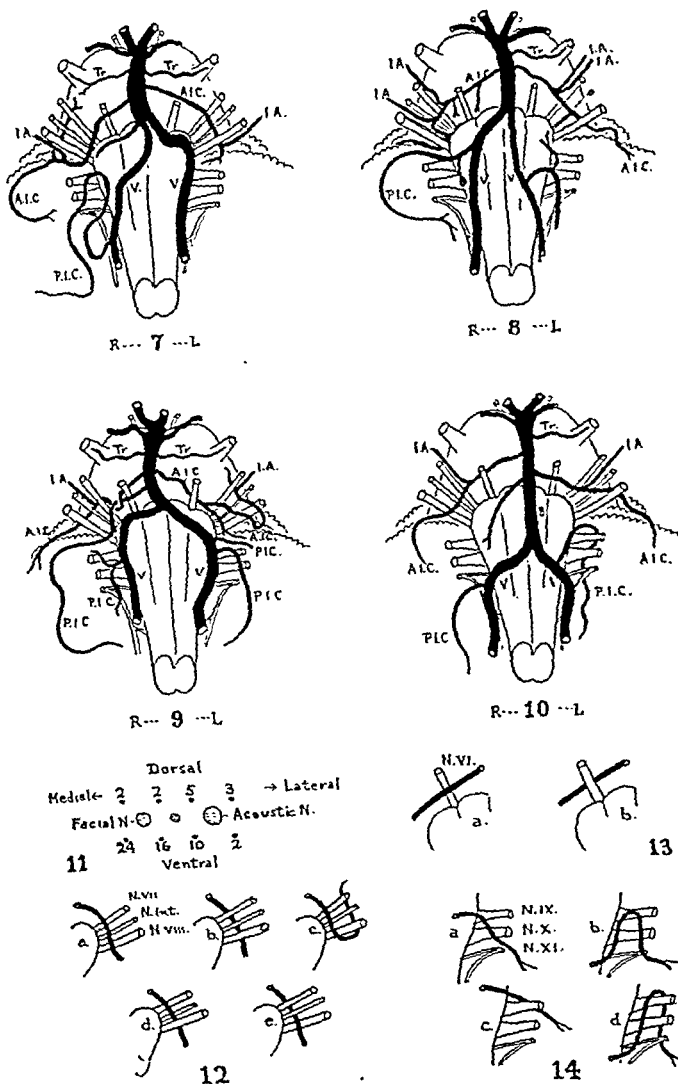 Tr. Tr.
A.I.C.
I.A.
I.A.
A.I.C
V. V.
P.I.C.
R--- 7 ---L
Tr.
I.A.
I.A.
A.I.C
I.A.
A.I.C.
P.I.C.
V V
R--- 8 ---L
Tr. Tr.
A.I.C
I.A. I.A.
A.I.C. A.I.C.
P.I.C.
V V
P.I.C P.I.C
P.I.C
R--- 9 ---L
Tr.
I.A. I.A
A.I.C. A.I.C.
V
P.I.C.
P.I.C
R--- 10 ---L
Dorsal
Medial← 2 2 5 3 → Lateral
Facial N- - Acoustic N.
24 16 10 2
Ventral
11
N.VI.
a. b.
13
N.VII
N.Int.
N.VIII.
a. b. c.
d. e.
12
N.IX.
N.X.
N.XI.
a b.
c. d.
14